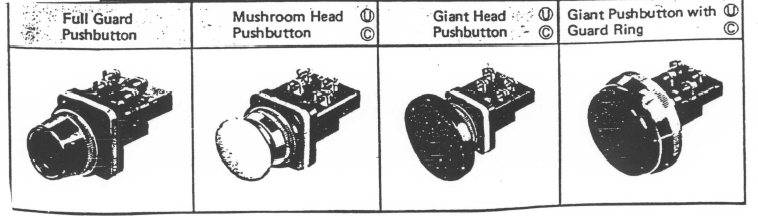 Full Guard
Pushbutton
Mushroom Head Ⓤ
Pushbutton Ⓒ
Giant Head Ⓤ
Pushbutton Ⓒ
Giant Pushbutton with Ⓤ
Guard Ring Ⓒ